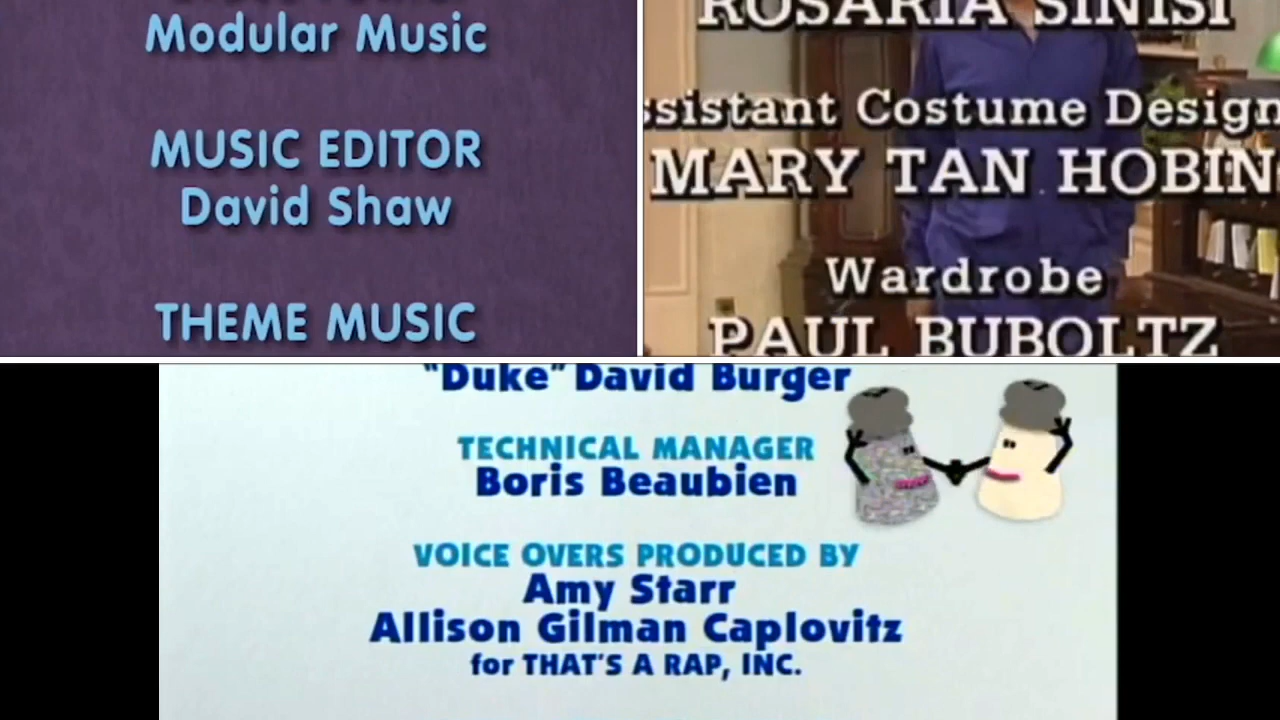 Modular Music
MUSIC EDITOR
David Shaw
THEME MUSIC
ROSARIA SINISI
ssistant Costume Design
MARY TAN HOBIN
Wardrobe
PAUL BUBOLTZ
"Duke" David Burger
TECHNICAL MANAGER
Boris Beaubien
VOICE OVERS PRODUCED BY
Amy Starr
Allison Gilman Caplovitz
for THAT'S A RAP, INC.